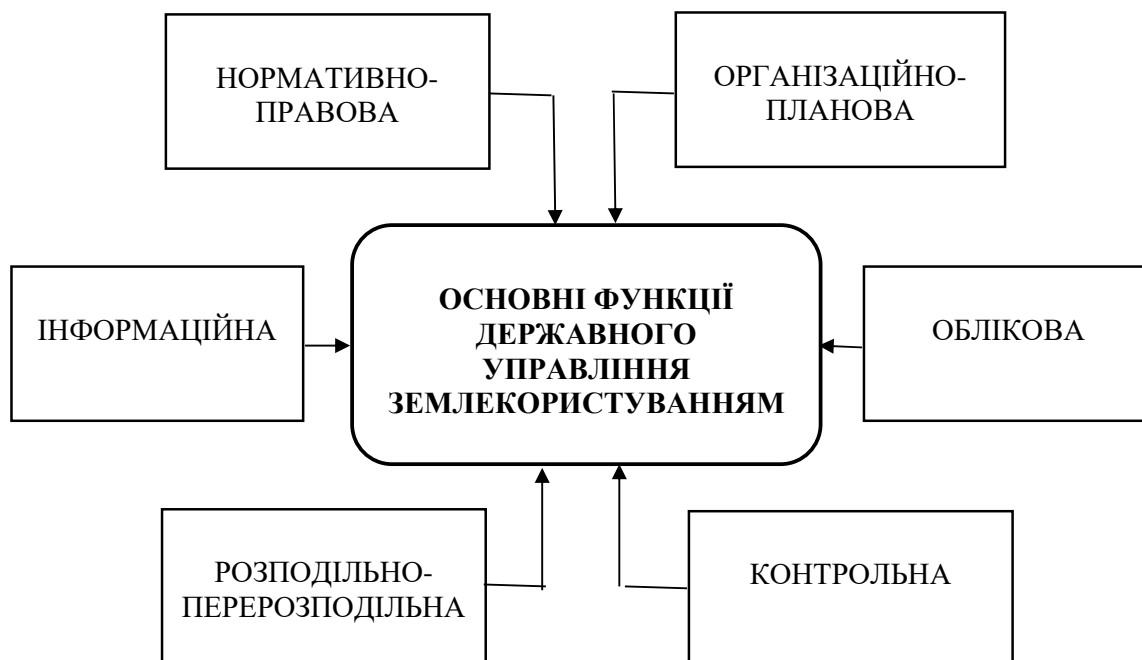 НОРМАТИВНО-
ПРАВОВА
ОРГАНІЗАЦІЙНО-
ПЛАНОВА
ІНФОРМАЦІЙНА
ОСНОВНІ ФУНКЦІЇ
ДЕРЖАВНОГО
УПРАВЛІННЯ
ЗЕМЛЕКОРИСТУВАННЯМ
ОБЛІКОВА
РОЗПОДІЛЬНО-
ПЕРЕРОЗПОДІЛЬНА
КОНТРОЛЬНА